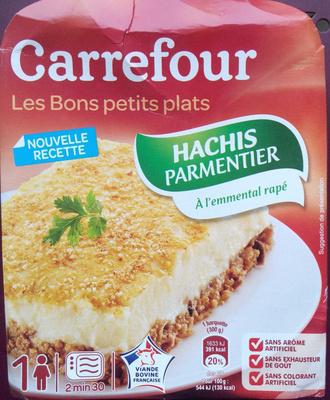 Carrefour
Les Bons petits plats
NOUVELLE
RECETTE
HACHIS
PARMENTIER
À l'emmental rapé
Suggestion de présentation
1 barquette
(300 g)
1633 kJ
391 kcal
20%
Pour 100g :
544 kJ (130 kcal)
1
2 min 30
VIANDE
BOVINE
FRANÇAISE
SANS ARÔME
ARTIFICIEL
SANS EXHAUSTEUR
DE GOÛT
SANS COLORANT
ARTIFICIEL